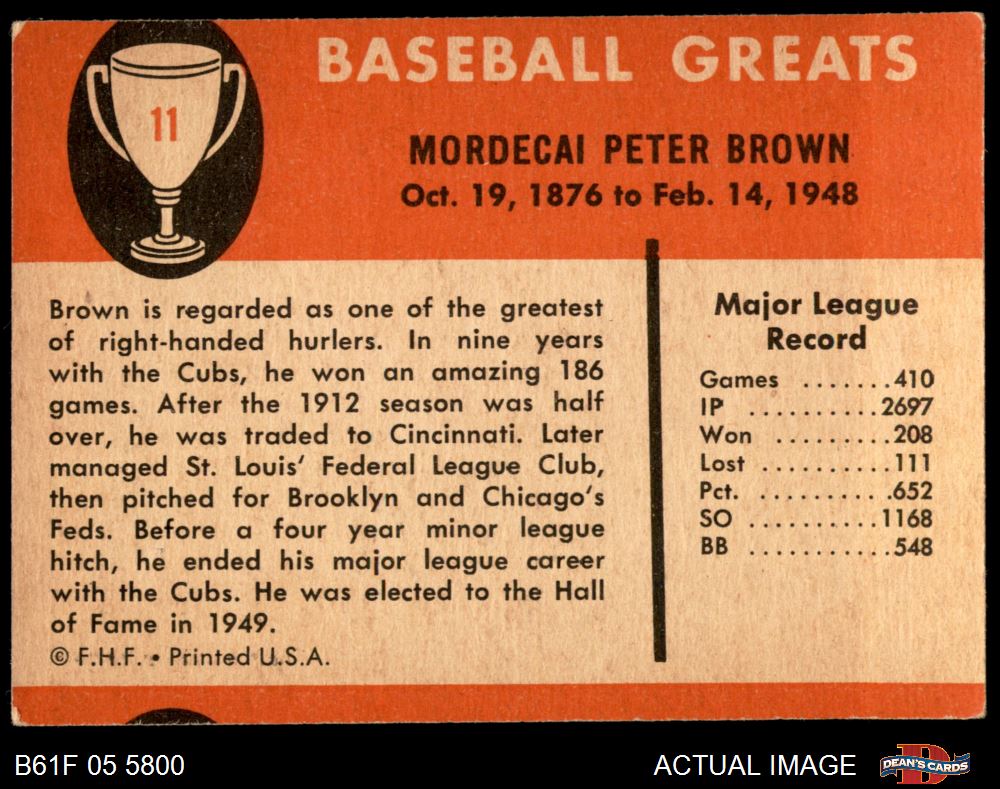 11
BASEBALL GREATS
MORDECAI PETER BROWN
Oct. 19, 1876 to Feb. 14, 1948
Brown is regarded as one of the greatest
of right-handed hurlers. In nine years
with the Cubs, he won an amazing 186
games. After the 1912 season was half
over, he was traded to Cincinnati. Later
managed St. Louis' Federal League Club,
then pitched for Brooklyn and Chicago's
Feds. Before a four year minor league
hitch, he ended his major league career
with the Cubs. He was elected to the Hall
of Fame in 1949.
© F.H.F. • Printed U.S.A.
Major League
Record
Games .......410
IP ..........2697
Won .........208
Lost ..........111
Pct. ..........652
SO ..........1168
BB ...........548
B61F 05 5800
ACTUAL IMAGE
D
DEAN'S CARDS